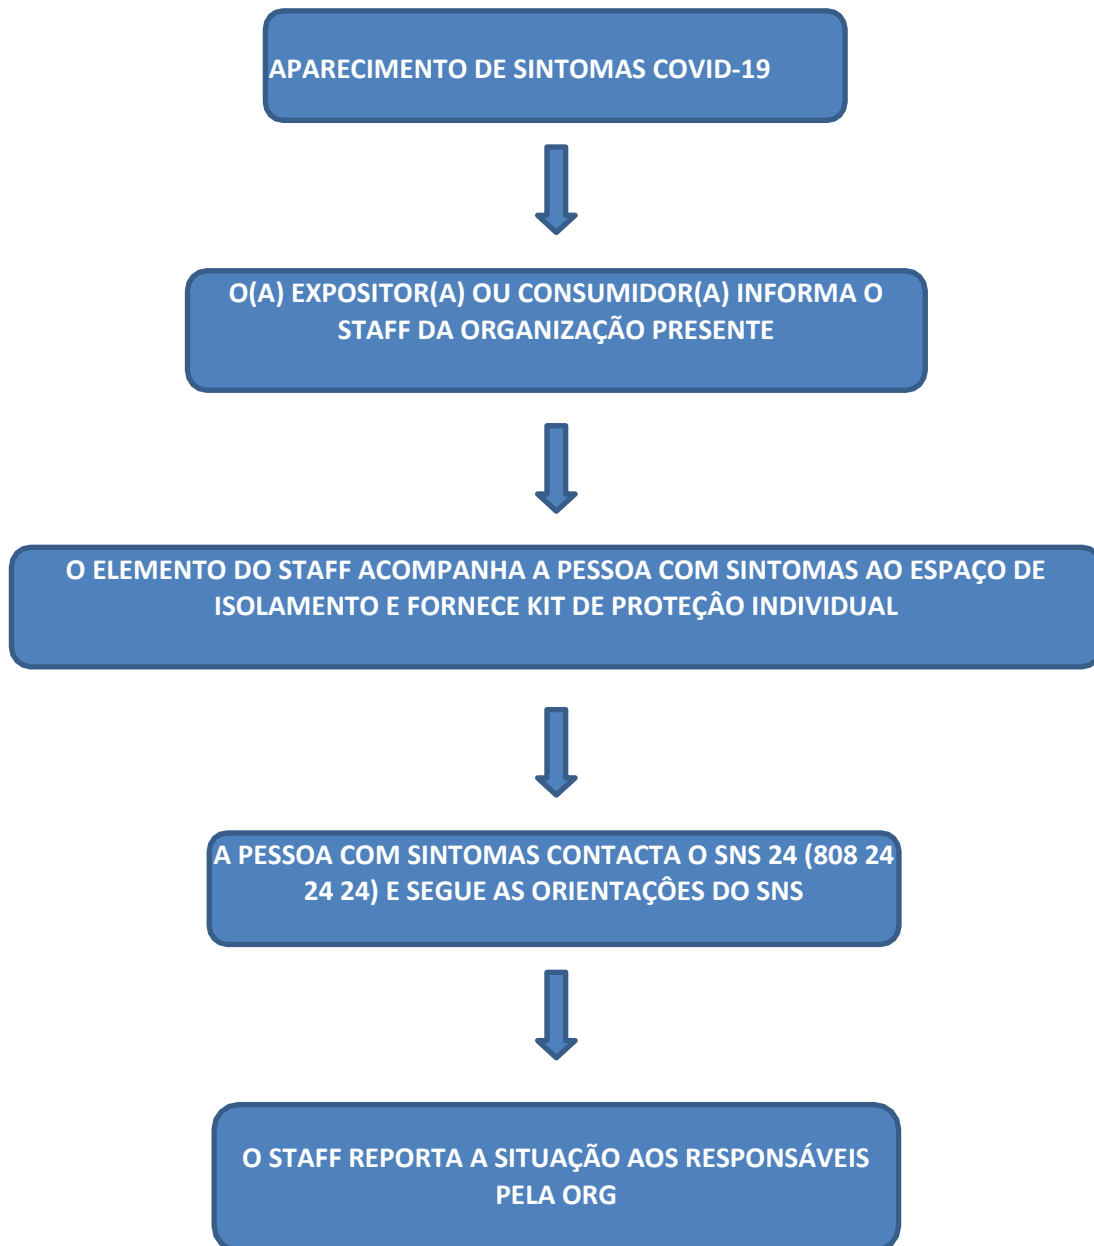 APARECIMENTO DE SINTOMAS COVID-19
O(A) EXPOSITOR(A) OU CONSUMIDOR(A) INFORMA O
STAFF DA ORGANIZAÇÃO PRESENTE
O ELEMENTO DO STAFF ACOMPANHA A PESSOA COM SINTOMAS AO ESPAÇO DE
ISOLAMENTO E FORNECE KIT DE PROTEÇÂO INDIVIDUAL
A PESSOA COM SINTOMAS CONTACTA O SNS 24 (808 24
24 24) E SEGUE AS ORIENTAÇÔES DO SNS
O STAFF REPORTA A SITUAÇÃO AOS RESPONSÁVEIS
PELA ORG